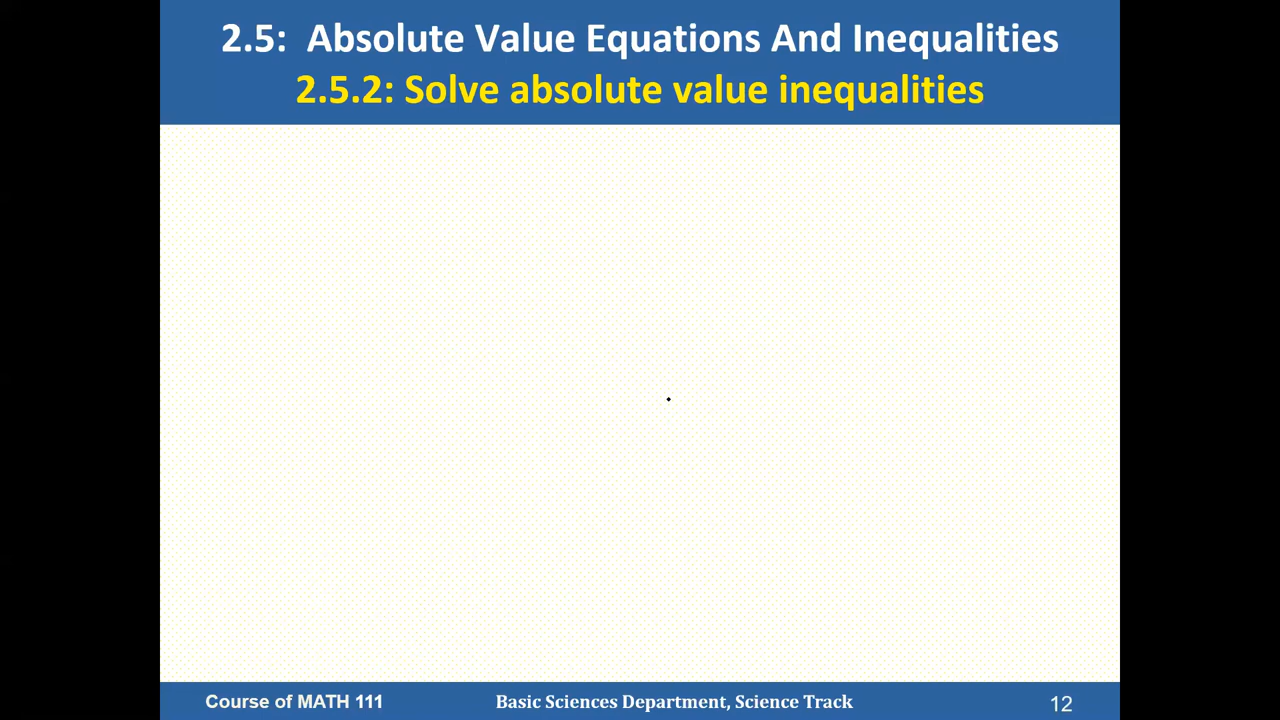 2.5: Absolute Value Equations And Inequalities
2.5.2: Solve absolute value inequalities
Course of MATH 111
Basic Sciences Department, Science Track
12